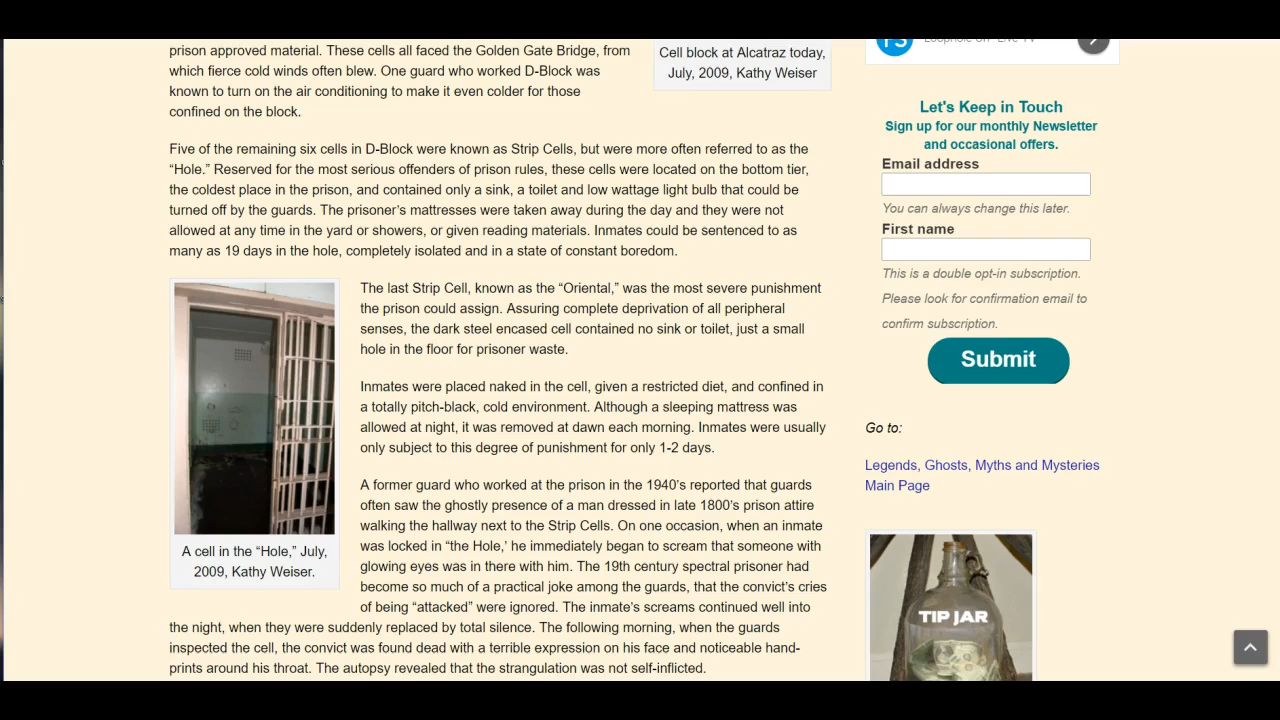 prison approved material. These cells all faced the Golden Gate Bridge, from
which fierce cold winds often blew. One guard who worked D-Block was
known to turn on the air conditioning to make it even colder for those
confined on the block.
Cell block at Alcatraz today,
July, 2009, Kathy Weiser
Five of the remaining six cells in D-Block were known as Strip Cells, but were more often referred to as the
“Hole.” Reserved for the most serious offenders of prison rules, these cells were located on the bottom tier,
the coldest place in the prison, and contained only a sink, a toilet and low wattage light bulb that could be
turned off by the guards. The prisoner’s mattresses were taken away during the day and they were not
allowed at any time in the yard or showers, or given reading materials. Inmates could be sentenced to as
many as 19 days in the hole, completely isolated and in a state of constant boredom.
The last Strip Cell, known as the “Oriental,” was the most severe punishment
the prison could assign. Assuring complete deprivation of all peripheral
senses, the dark steel encased cell contained no sink or toilet, just a small
hole in the floor for prisoner waste.
Inmates were placed naked in the cell, given a restricted diet, and confined in
a totally pitch-black, cold environment. Although a sleeping mattress was
allowed at night, it was removed at dawn each morning. Inmates were usually
only subject to this degree of punishment for only 1-2 days.
A cell in the “Hole,” July,
2009, Kathy Weiser.
A former guard who worked at the prison in the 1940’s reported that guards
often saw the ghostly presence of a man dressed in late 1800’s prison attire
walking the hallway next to the Strip Cells. On one occasion, when an inmate
was locked in “the Hole,’ he immediately began to scream that someone with
glowing eyes was in there with him. The 19th century spectral prisoner had
become so much of a practical joke among the guards, that the convict’s cries
of being “attacked” were ignored. The inmate’s screams continued well into
the night, when they were suddenly replaced by total silence. The following morning, when the guards
inspected the cell, the convict was found dead with a terrible expression on his face and noticeable hand-
prints around his throat. The autopsy revealed that the strangulation was not self-inflicted.
Let's Keep in Touch
Sign up for our monthly Newsletter
and occasional offers.
Email address
You can always change this later.
First name
This is a double opt-in subscription.
Please look for confirmation email to
confirm subscription.
Submit
Go to:
Legends, Ghosts, Myths and Mysteries
Main Page
TIP JAR